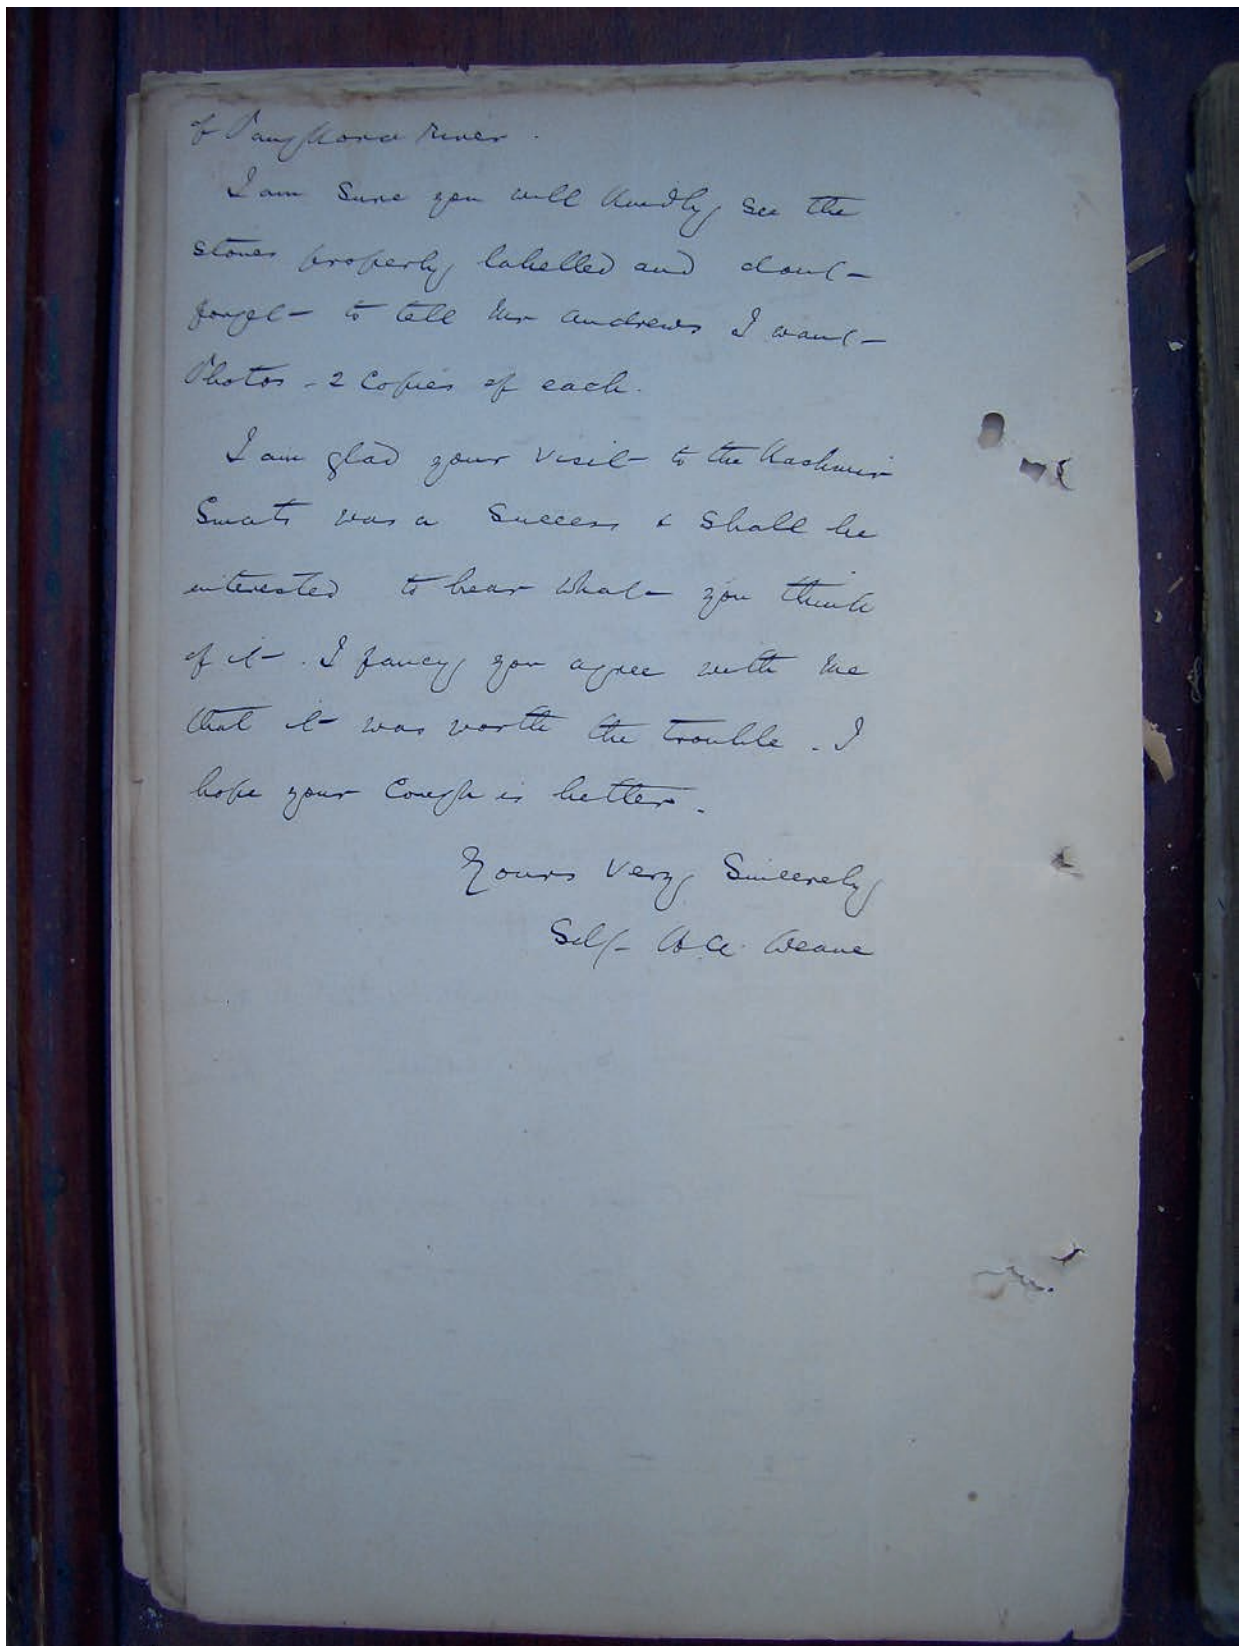 of Panjkora River.
I am sure you will kindly see the
stones properly labelled and dont
forget to tell Mr Andrews I want
Photos - 2 Copies of each.
I am glad your visit to the Kashmir
Smats was a success & shall be
interested to hear what you think
of it. I fancy you agree with me
that it was worth the trouble. I
hope your Cough is better.
Yours very Sincerely
H.A. Deane